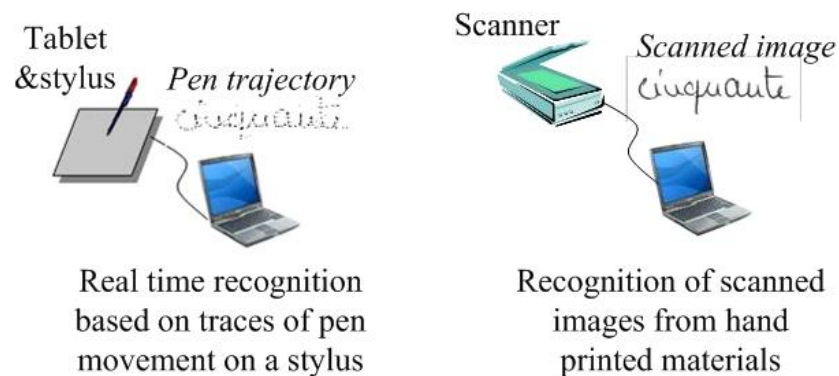 Tablet
&stylus
Pen trajectory
cinquante
Real time recognition
based on traces of pen
movement on a stylus
Scanner
Scanned image
cinquante
Recognition of scanned
images from hand
printed materials